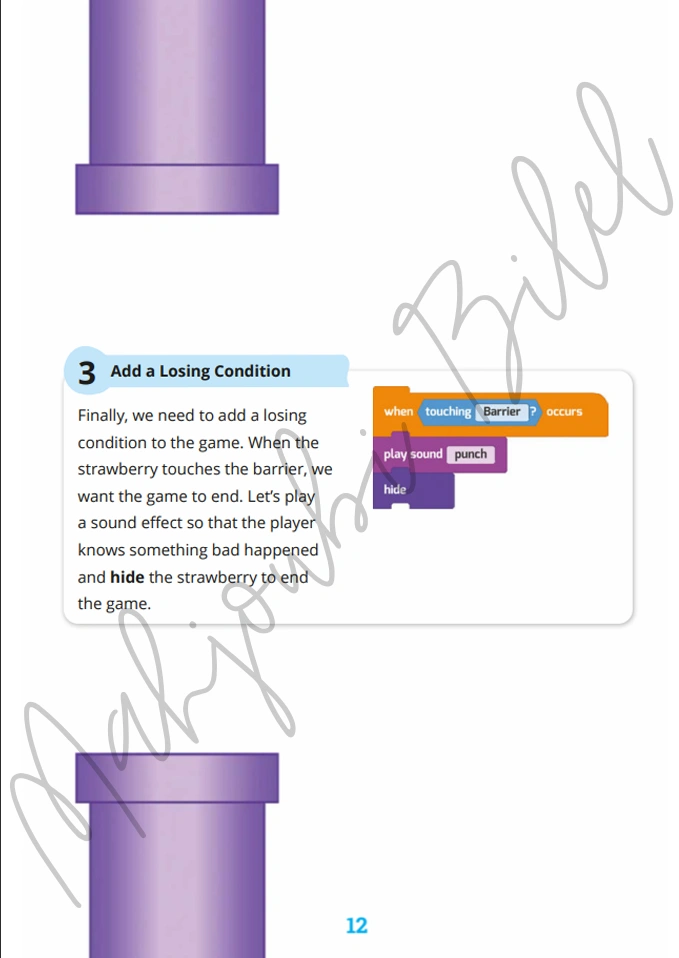 3 Add a Losing Condition
Finally, we need to add a losing
condition to the game. When the
strawberry touches the barrier, we
want the game to end. Let’s play
a sound effect so that the player
knows something bad happened
and hide the strawberry to end
the game.
when touching Barrier ? occurs
play sound punch
hide
Mahjoubi Bilel
12